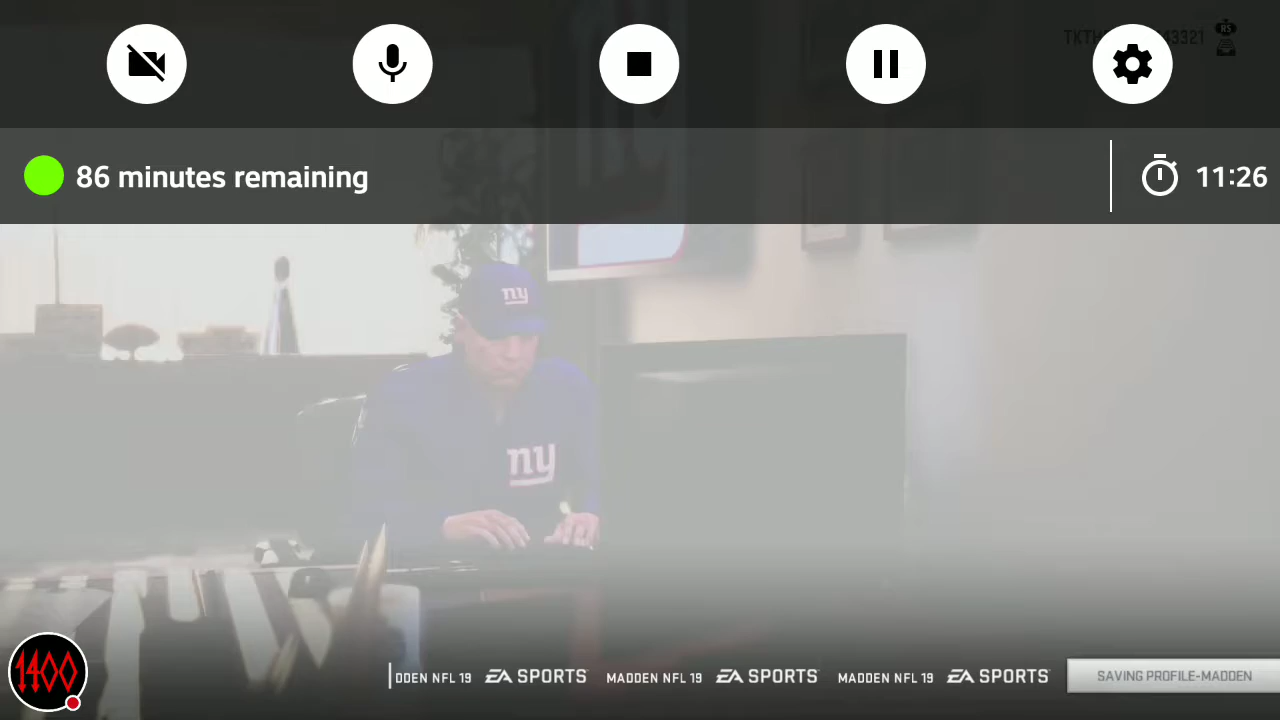 86 minutes remaining
11:26
ny
ny
1400
DDEN NFL 19 EA SPORTS MADDEN NFL 19 EA SPORTS MADDEN NFL 19 EA SPORTS
SAVING PROFILE-MADDEN